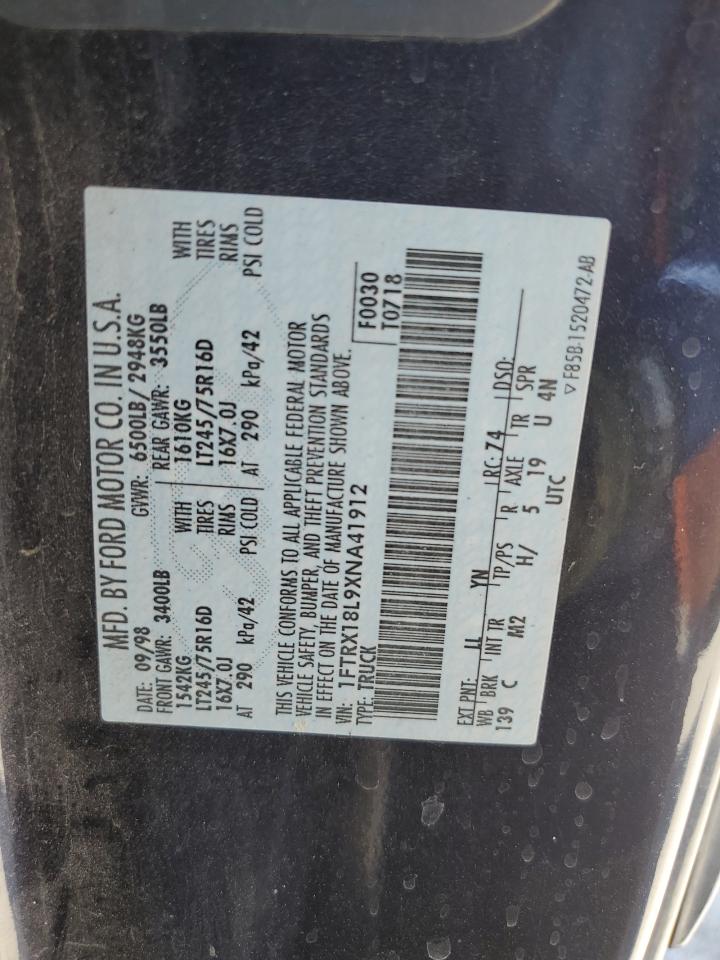 MFD. BY FORD MOTOR CO. IN U.S.A.
DATE: 09/98 GVWR: 6500LB / 2948KG
FRONT GAWR: 3400LB REAR GAWR: 3550LB
1542KG WITH 1610KG WITH
LT245/75R16D TIRES LT245/75R16D TIRES
16X7.0J RIMS 16X7.0J RIMS
AT 290 kPa/42 PSI COLD AT 290 kPa/42 PSI COLD
THIS VEHICLE CONFORMS TO ALL APPLICABLE FEDERAL MOTOR
VEHICLE SAFETY, BUMPER, AND THEFT PREVENTION STANDARDS
IN EFFECT ON THE DATE OF MANUFACTURE SHOWN ABOVE.
VIN: 1FTRX18L9XNA41912 F0030
TYPE: TRUCK T0718
EXT PNT: LL YN RC: 74 DSO:
WB BRK INT TR TP/PS R AXLE TR SPR
139 C M2 H/ 5 19 U 4N
UTC
▽ F85B-1520472-AB